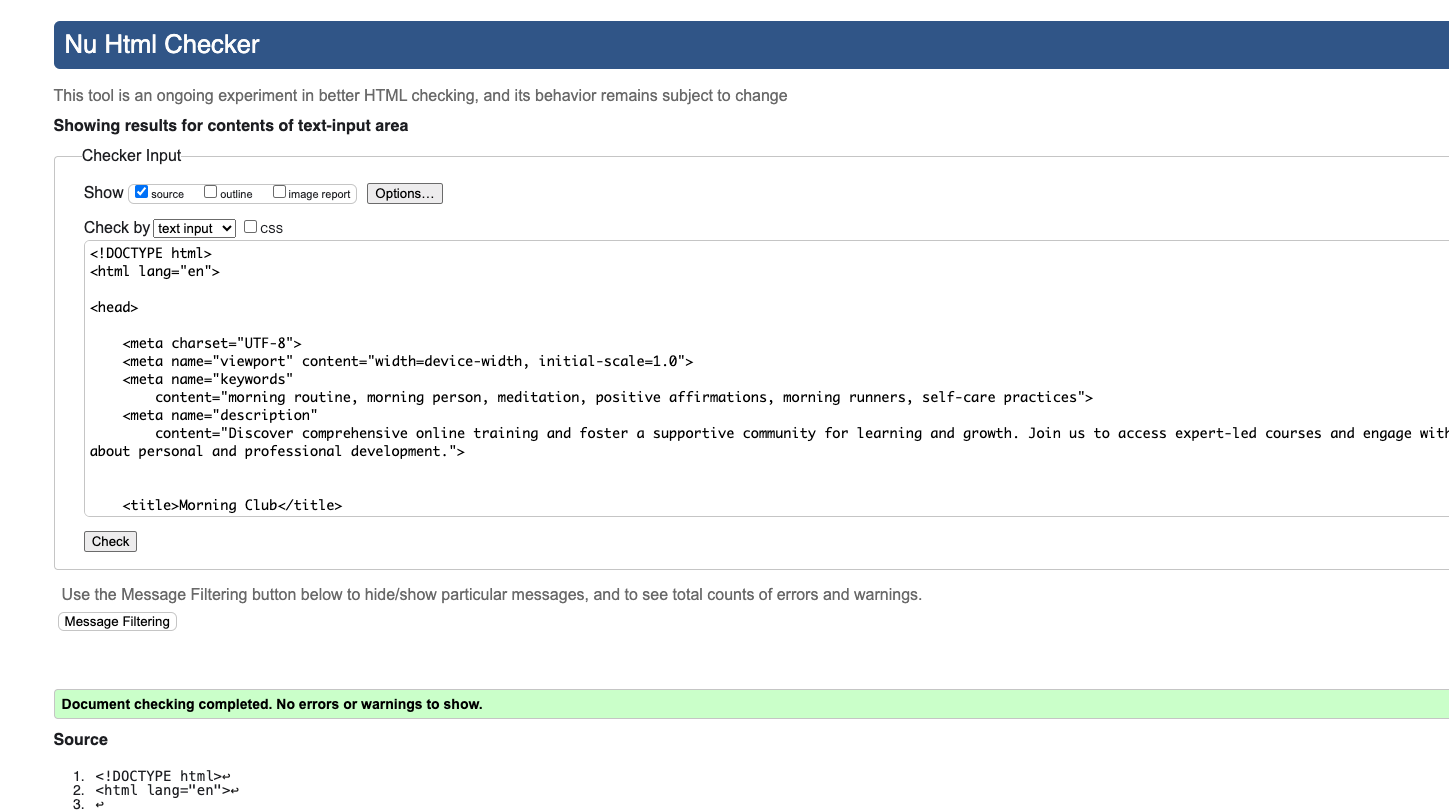 Nu Html Checker
This tool is an ongoing experiment in better HTML checking, and its behavior remains subject to change
Showing results for contents of text-input area
Checker Input
Show source outline image report Options…
Check by text input css
<!DOCTYPE html>
<html lang="en">
<head>
<meta charset="UTF-8">
<meta name="viewport" content="width=device-width, initial-scale=1.0">
<meta name="keywords"
content="morning routine, morning person, meditation, positive affirmations, morning runners, self-care practices">
<meta name="description"
content="Discover comprehensive online training and foster a supportive community for learning and growth. Join us to access expert-led courses and engage with
about personal and professional development.">
<title>Morning Club</title>
Check
Use the Message Filtering button below to hide/show particular messages, and to see total counts of errors and warnings.
Message Filtering
Document checking completed. No errors or warnings to show.
Source
1. <!DOCTYPE html>↩
2. <html lang="en">↩
3. ↩